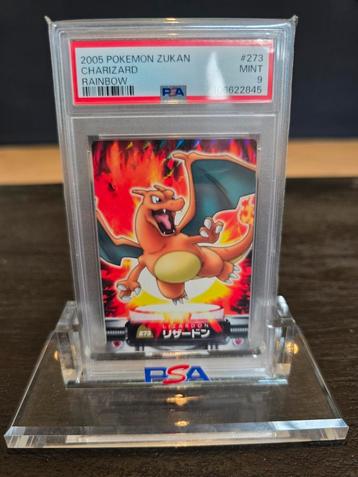 2005 POKEMON ZUKAN #273
CHARIZARD MINT
RAINBOW PSA 9
LIZARDON
273 リザードン
PSA